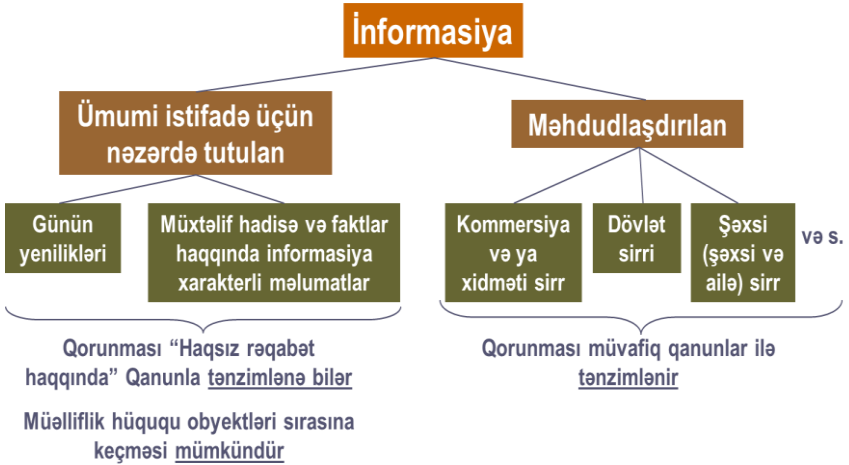 İnformasiya
Ümumi istifadə üçün
nəzərdə tutulan
Məhdudlaşdırılan
Günün
yenilikləri
Müxtəlif hadisə və faktlar
haqqında informasiya
xarakterli məlumatlar
Kommersiya
və ya
xidməti sirr
Dövlət
sirri
Şəxsi
(şəxsi və
ailə) sirr
və s.
Qorunması “Haqsız rəqabət
haqqında” Qanunla tənzimlənə bilər
Müəlliflik hüququ obyektləri sırasına
keçməsi mümkündür
Qorunması müvafiq qanunlar ilə
tənzimlənir